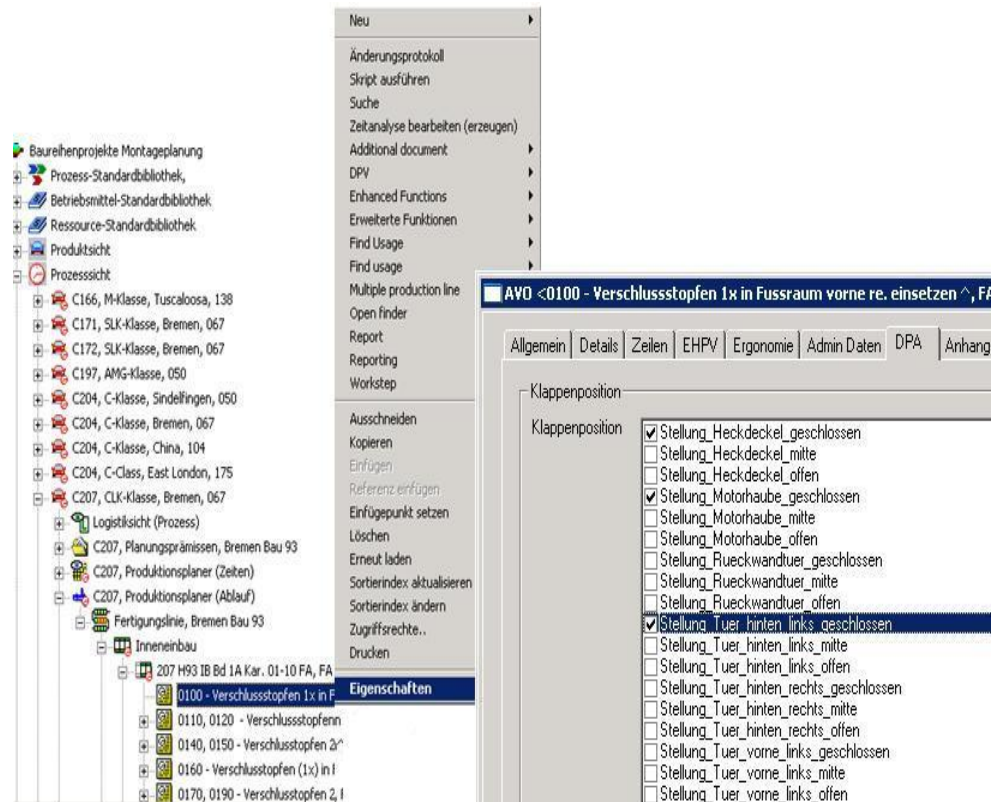 Baureihenprojekte Montageplanung
Prozess-Standardbibliothek,
Betriebsmittel-Standardbibliothek
Ressource-Standardbibliothek
Produktsicht
Prozesssicht
C166, M-Klasse, Tuscaloosa, 138
C171, SLK-Klasse, Bremen, 067
C172, SLK-Klasse, Bremen, 067
C197, AMG-Klasse, 050
C204, C-Klasse, Sindelfingen, 050
C204, C-Klasse, Bremen, 067
C204, C-Klasse, China, 104
C204, C-Class, East London, 175
C207, CLK-Klasse, Bremen, 067
Logistiksicht (Prozess)
C207, Planungsprämissen, Bremen Bau 93
C207, Produktionsplaner (Zeiten)
C207, Produktionsplaner (Ablauf)
Fertigungslinie, Bremen Bau 93
Inneneinbau
207 H93 IB Bd 1A Kar. 01-10 FA, FA
0100 - Verschlussstopfen 1x in F
0110, 0120 - Verschlussstopfenn
0140, 0150 - Verschlusstopfen 2^
0160 - Verschlusstopfen (1x) in
0170, 0190 - Verschlusstopfen 2,
Neu
Änderungsprotokoll
Skript ausführen
Suche
Zeitanalyse bearbeiten (erzeugen)
Additional document
DPV
Enhanced Functions
Erweiterte Funktionen
Find Usage
Find usage
Multiple production line
Open finder
Report
Reporting
Workstep
Ausschneiden
Kopieren
Einfügen
Referenz einfügen
Einfügepunkt setzen
Löschen
Erneut laden
Sortierindex aktualisieren
Sortierindex ändern
Zugriffsrechte..
Drucken
Eigenschaften
AVO <0100 - Verschlussstopfen 1x in Fussraum vorne re. einsetzen ^, FA
Allgemein Details Zeilen EHPV Ergonomie Admin Daten DPA Anhang
Klappenposition
Klappenposition
Stellung_Heckdeckel_geschlossen
Stellung_Heckdeckel_mitte
Stellung_Heckdeckel_offen
Stellung_Motorhaube_geschlossen
Stellung_Motorhaube_mitte
Stellung_Motorhaube_offen
Stellung_Rueckwandtuer_geschlossen
Stellung_Rueckwandtuer_mitte
Stellung_Rueckwandtuer_offen
Stellung_Tuer_hinten_links_geschlossen
Stellung_Tuer_hinten_links_mitte
Stellung_Tuer_hinten_links_offen
Stellung_Tuer_hinten_rechts_geschlossen
Stellung_Tuer_hinten_rechts_mitte
Stellung_Tuer_hinten_rechts_offen
Stellung_Tuer_vorne_links_geschlossen
Stellung_Tuer_vorne_links_mitte
Stellung_Tuer_vorne_links_offen